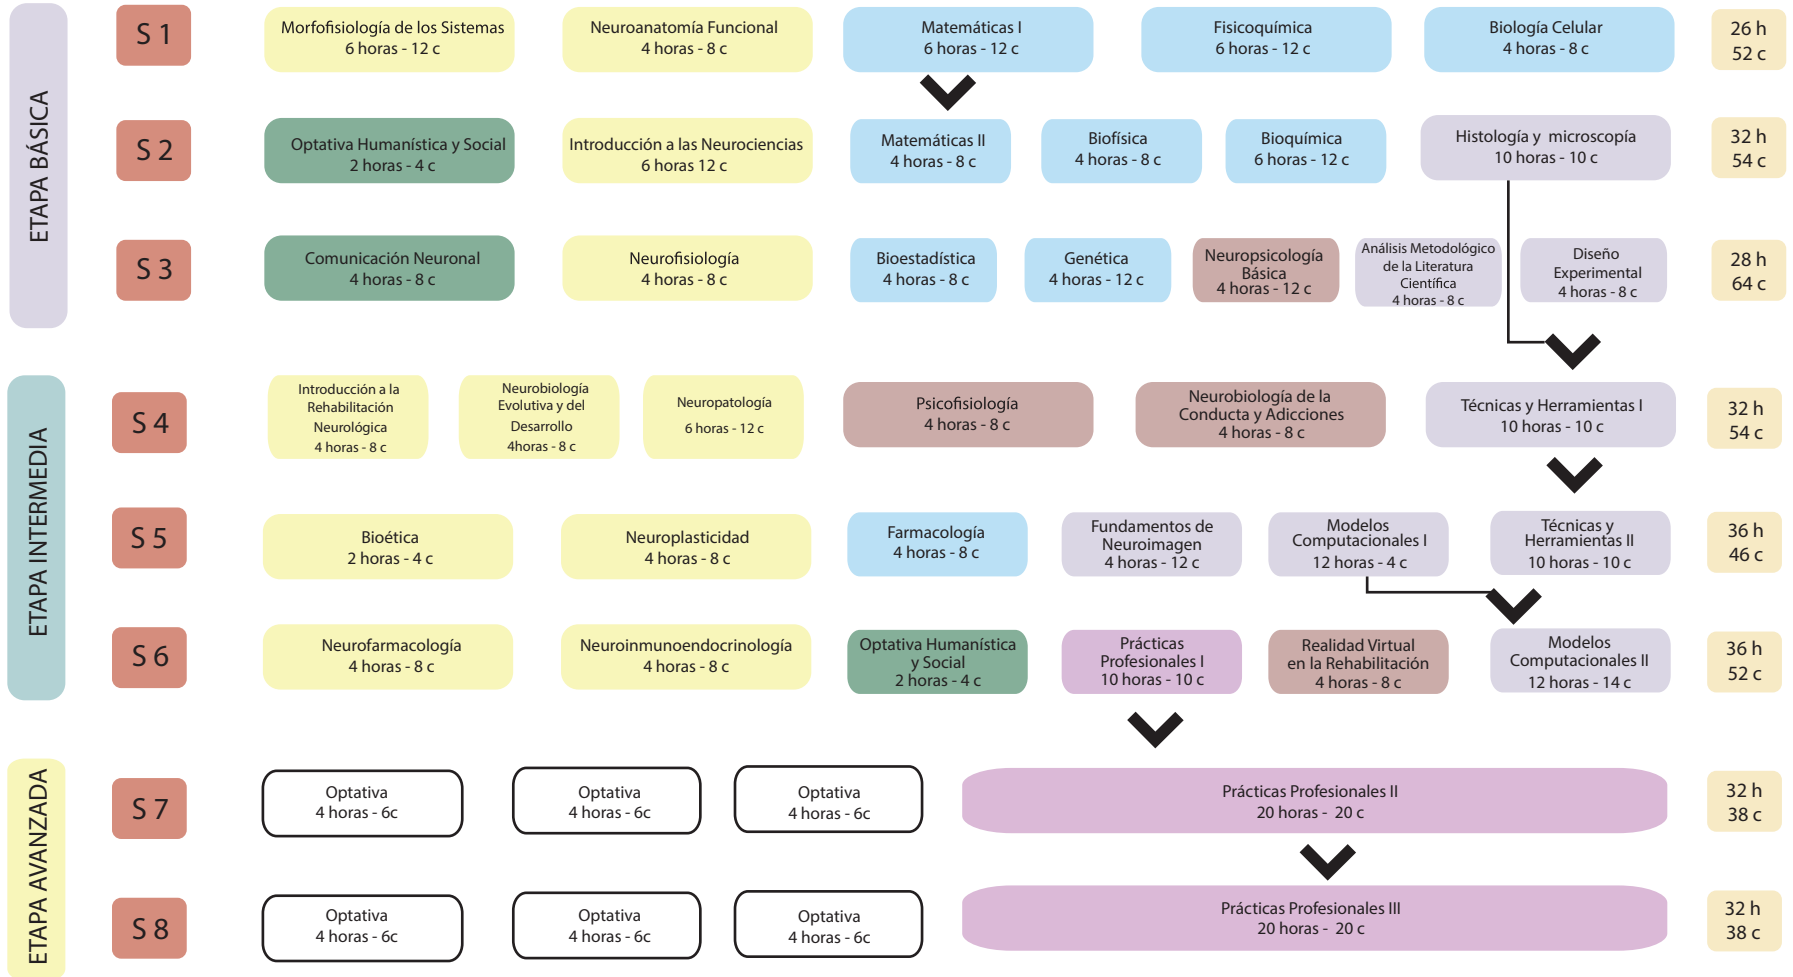 ETAPA BÁSICA
S 1
Morfofisiología de los Sistemas
6 horas - 12 c
Neuroanatomía Funcional
4 horas - 8 c
Matemáticas I
6 horas - 12 c
Fisicoquímica
6 horas - 12 c
Biología Celular
4 horas - 8 c
26 h
52 c
S 2
Optativa Humanística y Social
2 horas - 4 c
Introducción a las Neurociencias
6 horas 12 c
Matemáticas II
4 horas - 8 c
Biofísica
4 horas - 8 c
Bioquímica
6 horas - 12 c
Histología y microscopía
10 horas - 10 c
32 h
54 c
S 3
Comunicación Neuronal
4 horas - 8 c
Neurofisiología
4 horas - 8 c
Bioestadística
4 horas - 8 c
Genética
4 horas - 12 c
Neuropsicología
Básica
4 horas - 12 c
Análisis Metodológico
de la Literatura
Científica
4 horas - 8 c
Diseño
Experimental
4 horas - 8 c
28 h
64 c
ETAPA INTERMEDIA
S 4
Introducción a la
Rehabilitación
Neurológica
4 horas - 8 c
Neurobiología
Evolutiva y del
Desarrollo
4horas - 8 c
Neuropatología
6 horas - 12 c
Psicofisiología
4 horas - 8 c
Neurobiología de la
Conducta y Adicciones
4 horas - 8 c
Técnicas y Herramientas I
10 horas - 10 c
32 h
54 c
S 5
Bioética
2 horas - 4 c
Neuroplasticidad
4 horas - 8 c
Farmacología
4 horas - 8 c
Fundamentos de
Neuroimagen
4 horas - 12 c
Modelos
Computacionales I
12 horas - 4 c
Técnicas y
Herramientas II
10 horas - 10 c
36 h
46 c
S 6
Neurofarmacología
4 horas - 8 c
Neuroinmunoendocrinología
4 horas - 8 c
Optativa Humanística
y Social
2 horas - 4 c
Prácticas
Profesionales I
10 horas - 10 c
Realidad Virtual
en la Rehabilitación
4 horas - 8 c
Modelos
Computacionales II
12 horas - 14 c
36 h
52 c
ETAPA AVANZADA
S 7
Optativa
4 horas - 6c
Optativa
4 horas - 6c
Optativa
4 horas - 6c
Prácticas Profesionales II
20 horas - 20 c
32 h
38 c
S 8
Optativa
4 horas - 6c
Optativa
4 horas - 6c
Optativa
4 horas - 6c
Prácticas Profesionales III
20 horas - 20 c
32 h
38 c